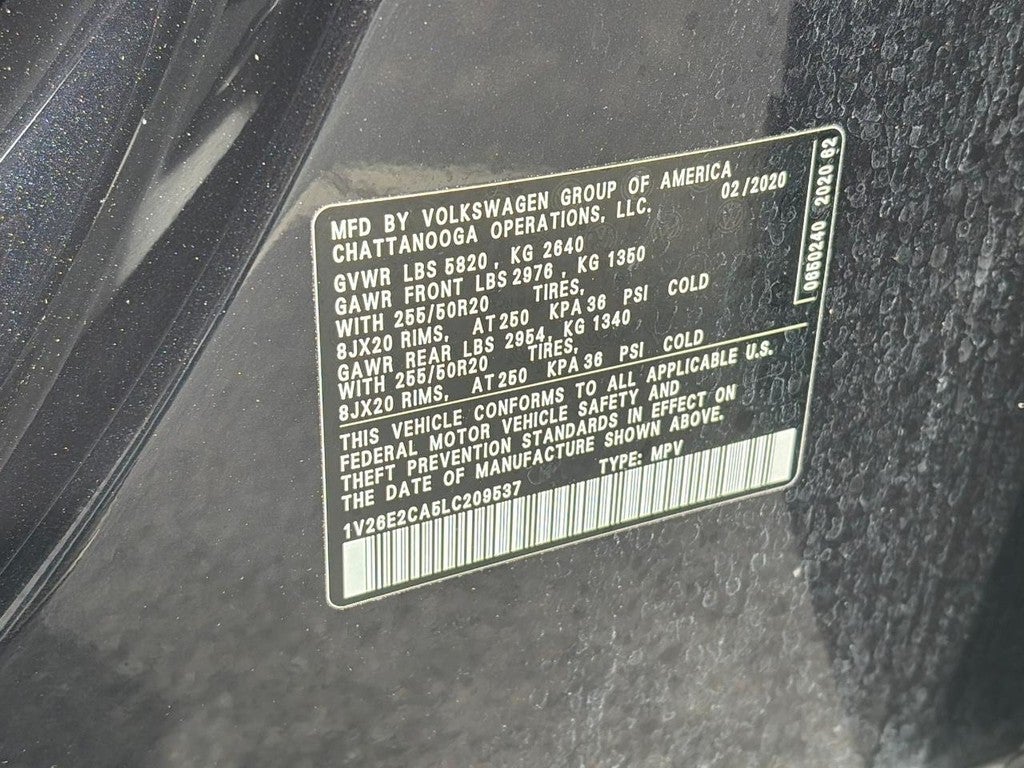 MFD BY VOLKSWAGEN GROUP OF AMERICA
CHATTANOOGA OPERATIONS, LLC. 02/2020
GVWR LBS 5820, KG 2640
GAWR FRONT LBS 2976, KG 1350
WITH 255/50R20 TIRES,
8JX20 RIMS, AT 250 KPA 36 PSI COLD
GAWR REAR LBS 2954, KG 1340
WITH 255/50R20 TIRES,
8JX20 RIMS, AT 250 KPA 36 PSI COLD
THIS VEHICLE CONFORMS TO ALL APPLICABLE U.S.
FEDERAL MOTOR VEHICLE SAFETY AND
THEFT PREVENTION STANDARDS IN EFFECT ON
THE DATE OF MANUFACTURE SHOWN ABOVE.
1V26E2CA5LC209537 TYPE: MPV
0650240 2020 62